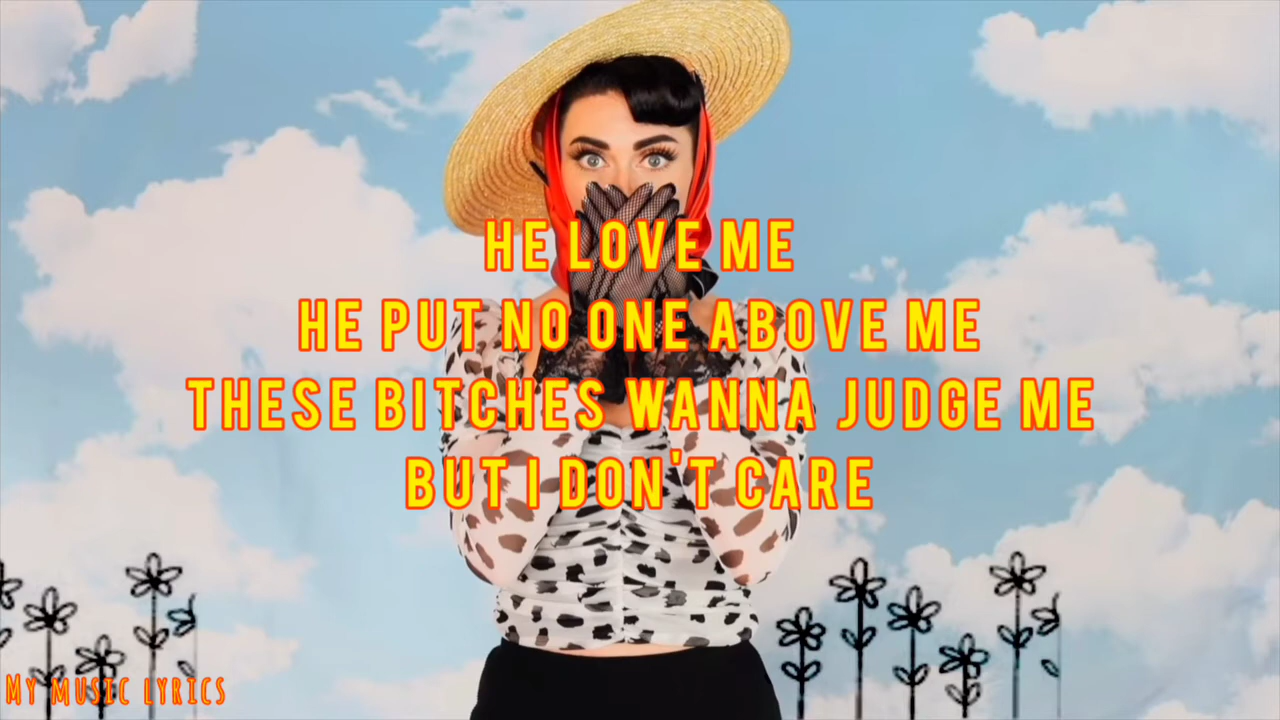 HE LOVE ME
HE PUT NO ONE ABOVE ME
THESE BITCHES WANNA JUDGE ME
BUT I DON'T CARE
MY MUSIC LYRICS